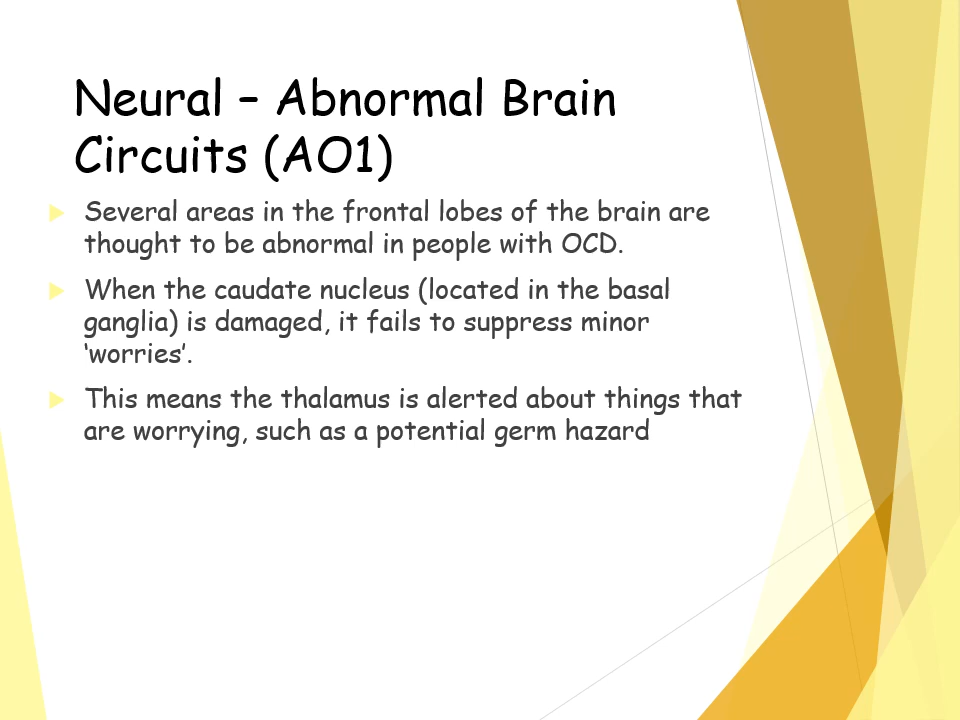 Neural – Abnormal Brain
Circuits (AO1)
Several areas in the frontal lobes of the brain are
thought to be abnormal in people with OCD.
When the caudate nucleus (located in the basal
ganglia) is damaged, it fails to suppress minor
‘worries’.
This means the thalamus is alerted about things that
are worrying, such as a potential germ hazard